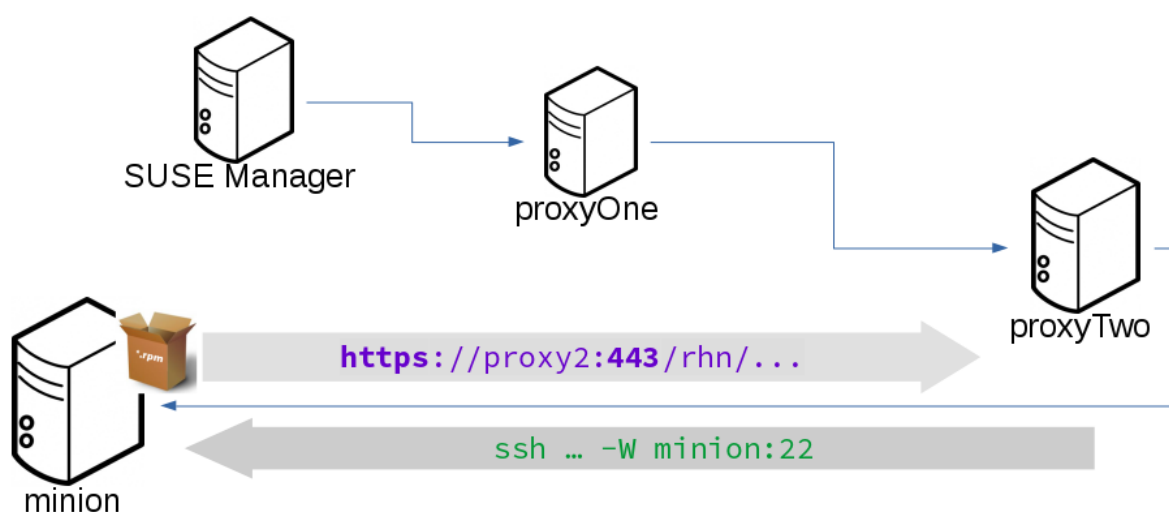 SUSE Manager
proxyOne
proxyTwo
*.rpm
https://proxy2:443/rhn/...
ssh … -W minion:22
minion